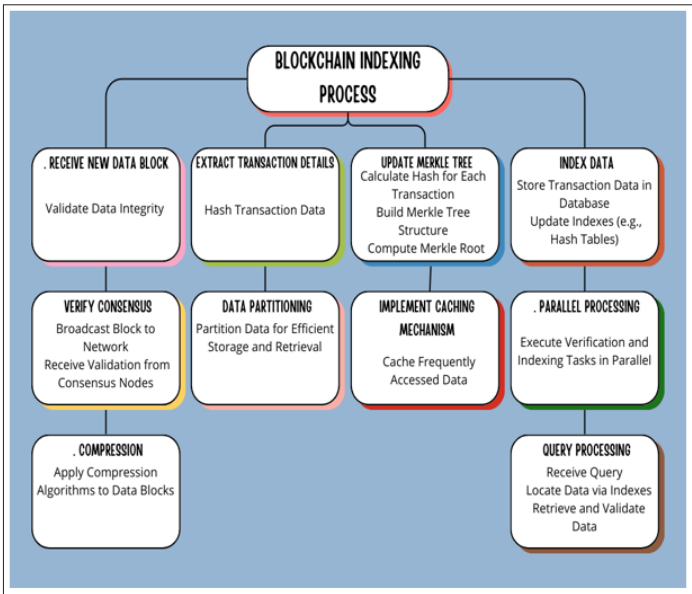 BLOCKCHAIN INDEXING
PROCESS
. RECEIVE NEW DATA BLOCK
Validate Data Integrity
EXTRACT TRANSACTION DETAILS
Hash Transaction Data
UPDATE MERKLE TREE
Calculate Hash for Each
Transaction
Build Merkle Tree
Structure
Compute Merkle Root
INDEX DATA
Store Transaction Data in
Database
Update Indexes (e.g.,
Hash Tables)
VERIFY CONSENSUS
Broadcast Block to
Network
Receive Validation from
Consensus Nodes
DATA PARTITIONING
Partition Data for Efficient
Storage and Retrieval
IMPLEMENT CACHING
MECHANISM
Cache Frequently
Accessed Data
. PARALLEL PROCESSING
Execute Verification and
Indexing Tasks in Parallel
. COMPRESSION
Apply Compression
Algorithms to Data Blocks
QUERY PROCESSING
Receive Query
Locate Data via Indexes
Retrieve and Validate
Data